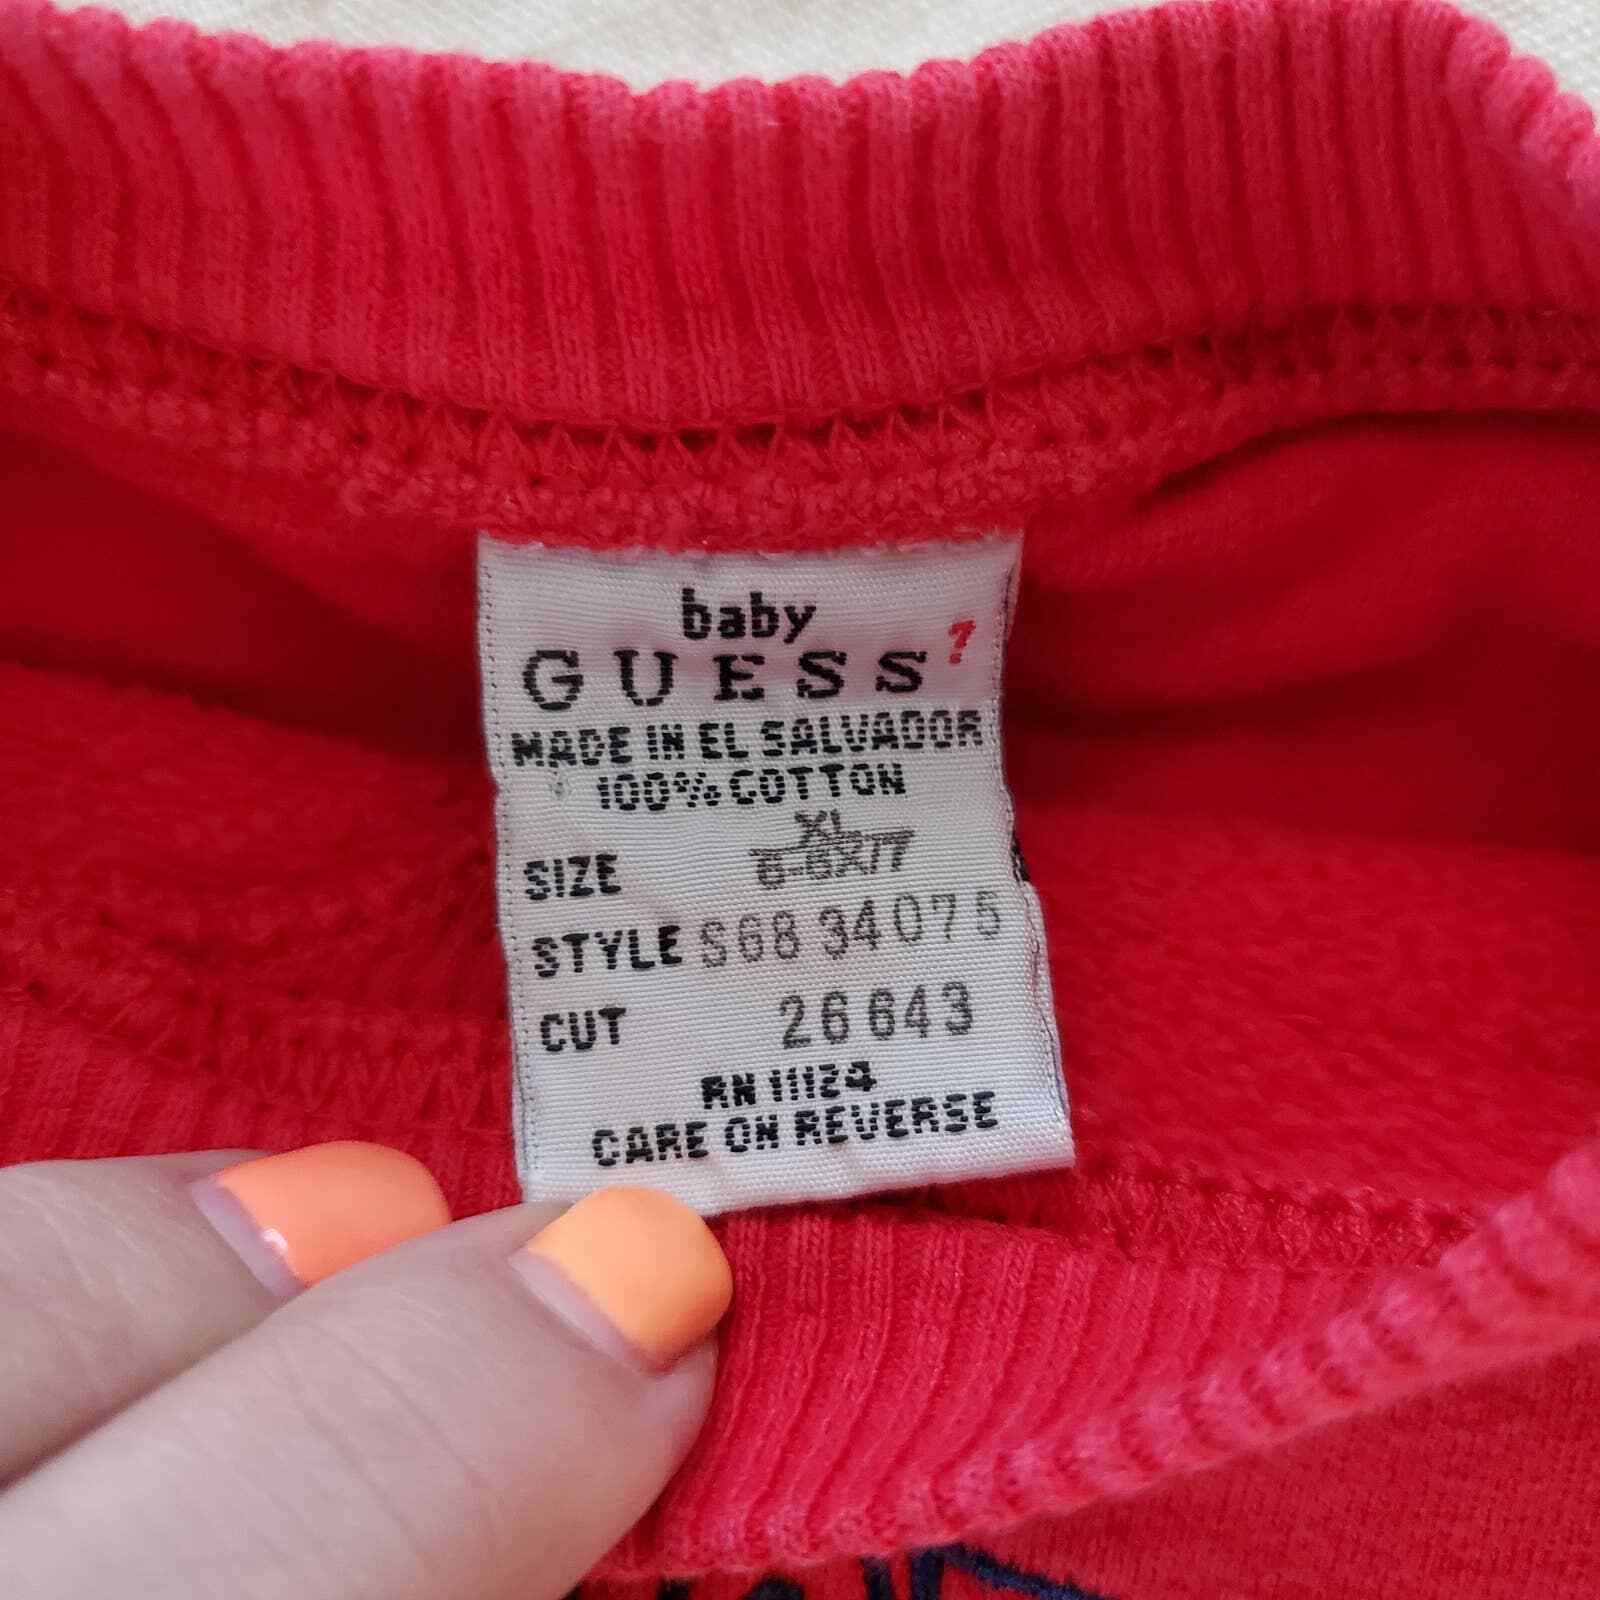 baby
GUESS?
MADE IN EL SALVADOR
100% COTTON
XL
SIZE 6-6X/7
STYLE S68 34075
CUT 26643
RN 11124
CARE ON REVERSE